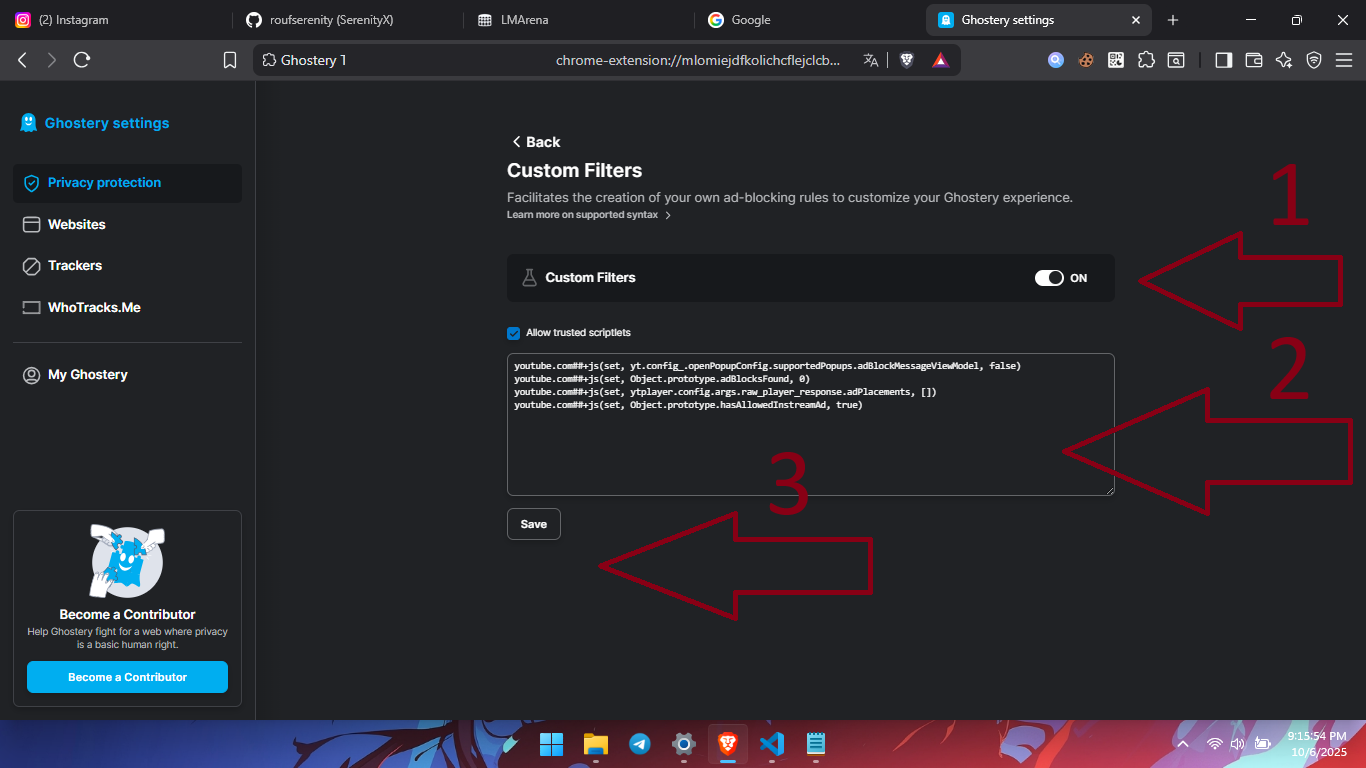 (2) Instagram
roufserenity (SerenityX)
LMArena
Google
Ghostery settings
Ghostery 1
chrome-extension://mlomiejdfkolichcflejclcb...
Ghostery settings
Privacy protection
Websites
Trackers
WhoTracks.Me
My Ghostery
Become a Contributor
Help Ghostery fight for a web where privacy
is a basic human right.
Become a Contributor
Back
Custom Filters
Facilitates the creation of your own ad-blocking rules to customize your Ghostery experience.
Learn more on supported syntax
Custom Filters
ON
Allow trusted scriptlets
youtube.com##+js(set, yt.config_.openPopupConfig.supportedPopups.adBlockMessageViewModel, false)
youtube.com##+js(set, Object.prototype.adBlocksFound, 0)
youtube.com##+js(set, ytplayer.config.args.raw_player_response.adPlacements, [])
youtube.com##+js(set, Object.prototype.hasAllowedInstreamAd, true)
Save
1
2
3
9:15:54 PM
10/6/2025